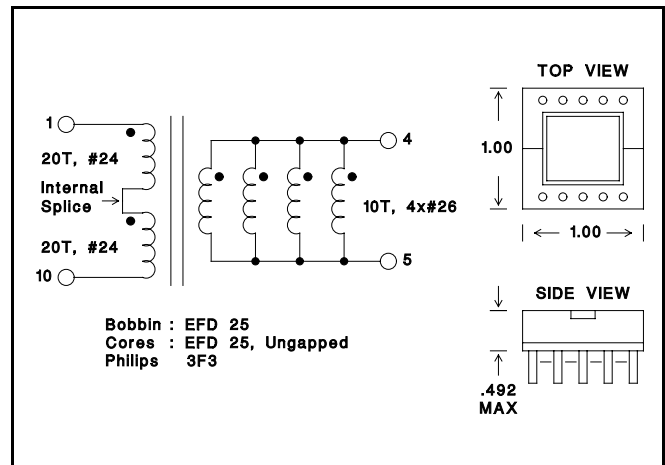 1
20T, #24
Internal
Splice
20T, #24
10
4
10T, 4x#26
5
Bobbin : EFD 25
Cores : EFD 25, Ungapped
Philips 3F3
TOP VIEW
1.00
1.00
SIDE VIEW
.492
MAX